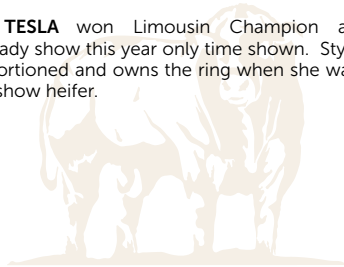 TESLA won Limousin Champion a
ady show this year only time shown. Sty
ortioned and owns the ring when she wa
show heifer.